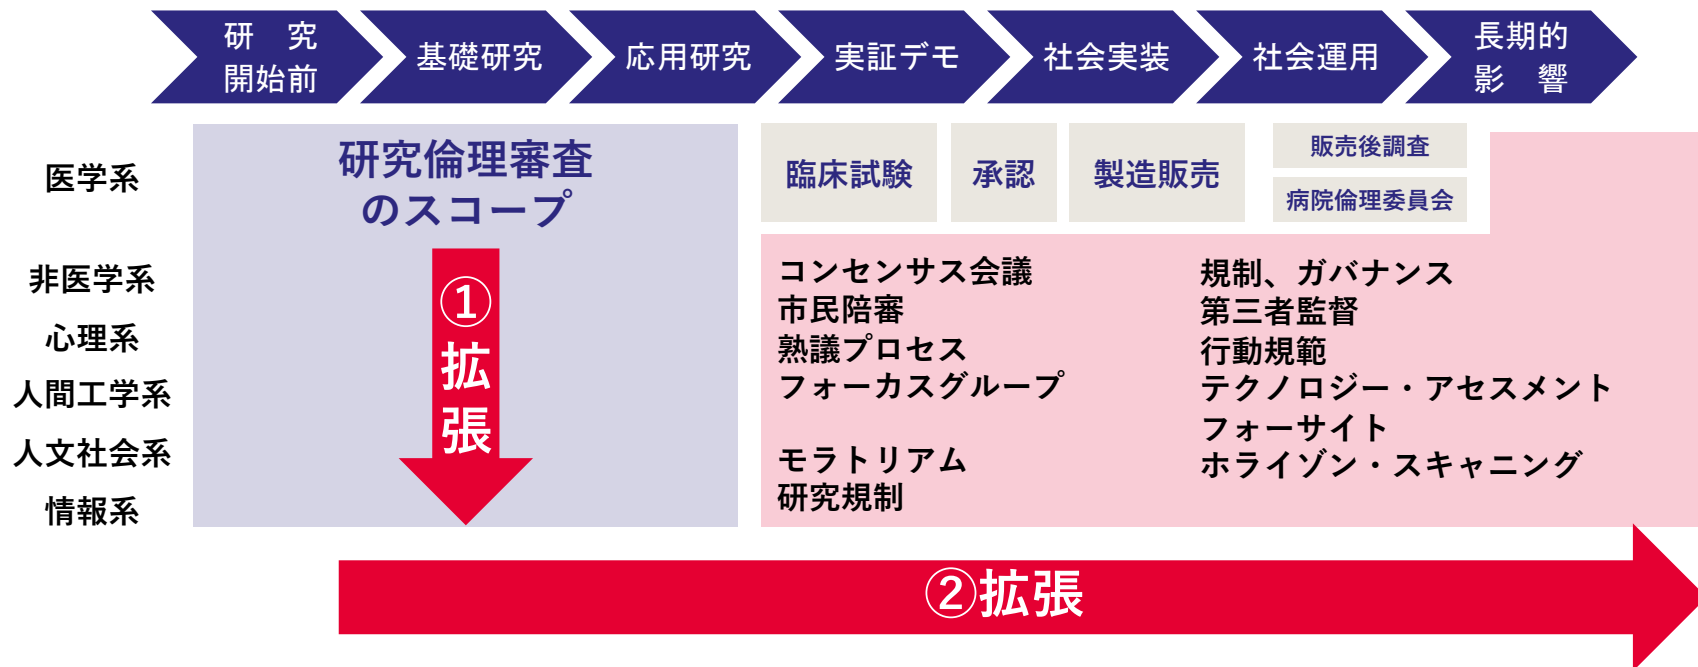 研　究
開始前
基礎研究
応用研究
実証デモ
社会実装
社会運用
長期的
影　響
医学系
研究倫理審査
のスコープ
臨床試験
承認
製造販売
販売後調査
病院倫理委員会
非医学系
心理系
人間工学系
人文社会系
情報系
①
拡
張
コンセンサス会議
市民陪審
熟議プロセス
フォーカスグループ
モラトリアム
研究規制
規制、ガバナンス
第三者監督
行動規範
テクノロジー・アセスメント
フォーサイト
ホライゾン・スキャニング
②拡張